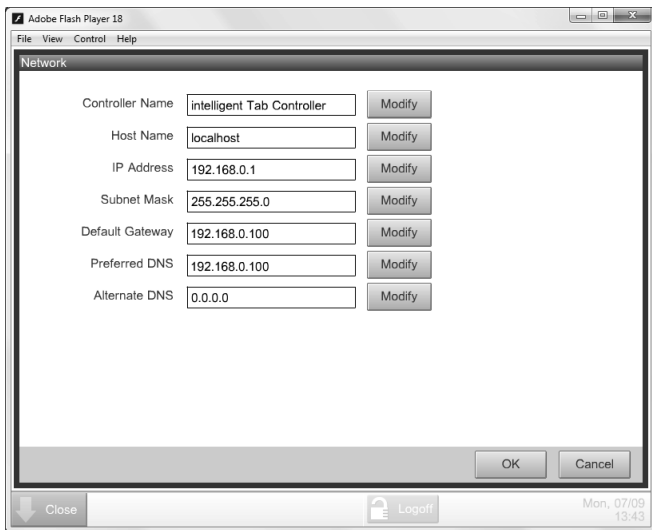 Adobe Flash Player 18
File View Control Help
Network
Controller Name intelligent Tab Controller Modify
Host Name localhost Modify
IP Address 192.168.0.1 Modify
Subnet Mask 255.255.255.0 Modify
Default Gateway 192.168.0.100 Modify
Preferred DNS 192.168.0.100 Modify
Alternate DNS 0.0.0.0 Modify
OK Cancel
Close Logoff Mon, 07/09
13:43